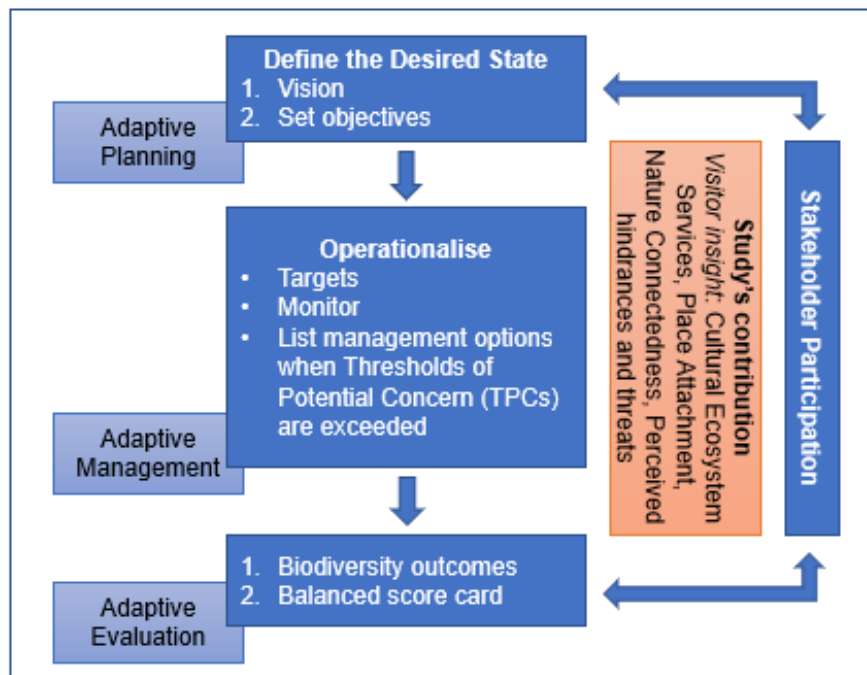 Define the Desired State
1. Vision
2. Set objectives
Adaptive
Planning
Operationalise
• Targets
• Monitor
• List management options
when Thresholds of
Potential Concern (TPCs)
are exceeded
Adaptive
Management
1. Biodiversity outcomes
2. Balanced score card
Adaptive
Evaluation
Study's contribution
Visitor insight: Cultural Ecosystem
Services, Place Attachment,
Nature Connectedness, Perceived
hindrances and threats
Stakeholder Participation